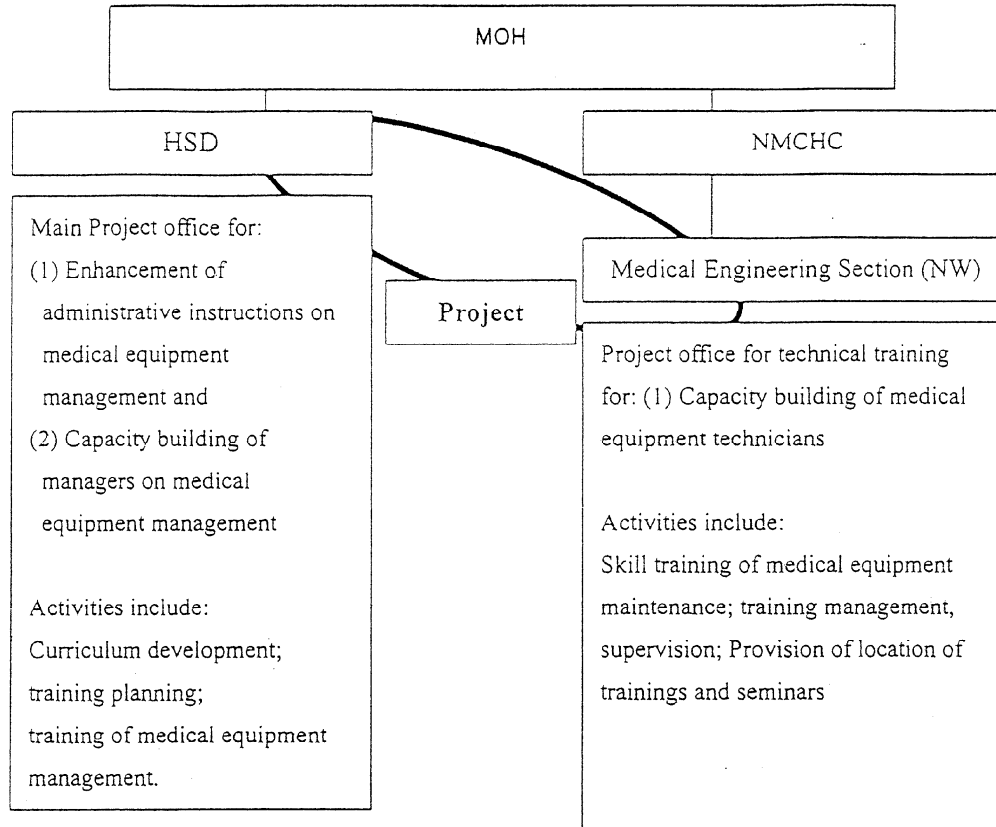 MOH
HSD
NMCHC
Main Project office for:
(1) Enhancement of
administrative instructions on
medical equipment
management and
(2) Capacity building of
managers on medical
equipment management
Activities include:
Curriculum development;
training planning;
training of medical equipment
management.
Project
Medical Engineering Section (NW)
Project office for technical training
for: (1) Capacity building of medical
equipment technicians
Activities include:
Skill training of medical equipment
maintenance; training management,
supervision; Provision of location of
trainings and seminars